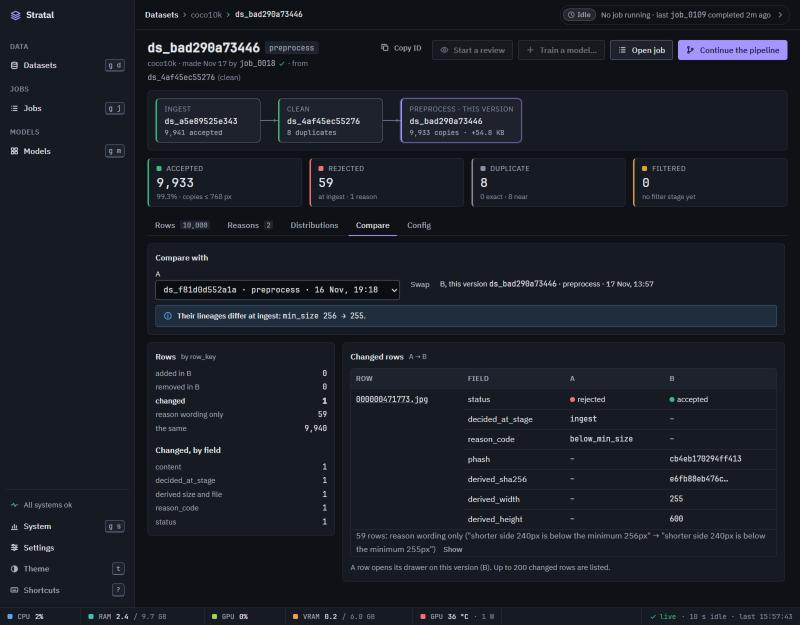 Stratal
Datasets › coco10k › ds_bad290a73446
Idle No job running · last job_0109 completed 2m ago
DATA
Datasets g d
JOBS
Jobs g j
MODELS
Models g m
ds_bad290a73446 preprocess
coco10k · made Nov 17 by job_0018 ✓ · from
ds_4af45ec55276 (clean)
Copy ID
Start a review
Train a model…
Open job
Continue the pipeline
INGEST
ds_a5e89525e343
9,941 accepted
CLEAN
ds_4af45ec55276
8 duplicates
PREPROCESS · THIS VERSION
ds_bad290a73446
9,933 copies · +54.8 KB
ACCEPTED
9,933
99.3% · copies ≤ 768 px
REJECTED
59
at ingest · 1 reason
DUPLICATE
8
0 exact · 8 near
FILTERED
0
no filter stage yet
Rows 10,000 Reasons 2 Distributions Compare Config
Compare with
A
ds_f81d0d552a1a · preprocess · 16 Nov, 19:18
Swap
B, this version ds_bad290a73446 · preprocess · 17 Nov, 13:57
Their lineages differ at ingest: min_size 256 → 255.
Rows by row_key
added in B 0
removed in B 0
changed 1
reason wording only 59
the same 9,940
Changed, by field
content 1
decided_at_stage 1
derived size and file 1
reason_code 1
status 1
Changed rows A → B
ROW FIELD A B
000000471773.jpg status rejected accepted
decided_at_stage ingest –
reason_code below_min_size –
phash – cb4eb170294ff413
derived_sha256 – e6fb88eb476c…
derived_width – 255
derived_height – 600
59 rows: reason wording only ("shorter side 240px is below the minimum 256px" → "shorter side 240px is below
the minimum 255px") Show
A row opens its drawer on this version (B). Up to 200 changed rows are listed.
All systems ok
System g s
Settings
Theme t
Shortcuts ?
CPU 2% RAM 2.4 / 9.7 GB GPU 0% VRAM 0.2 / 6.0 GB GPU 36 °C · 1 W ✓ live · 10 s idle · last 15:57:43